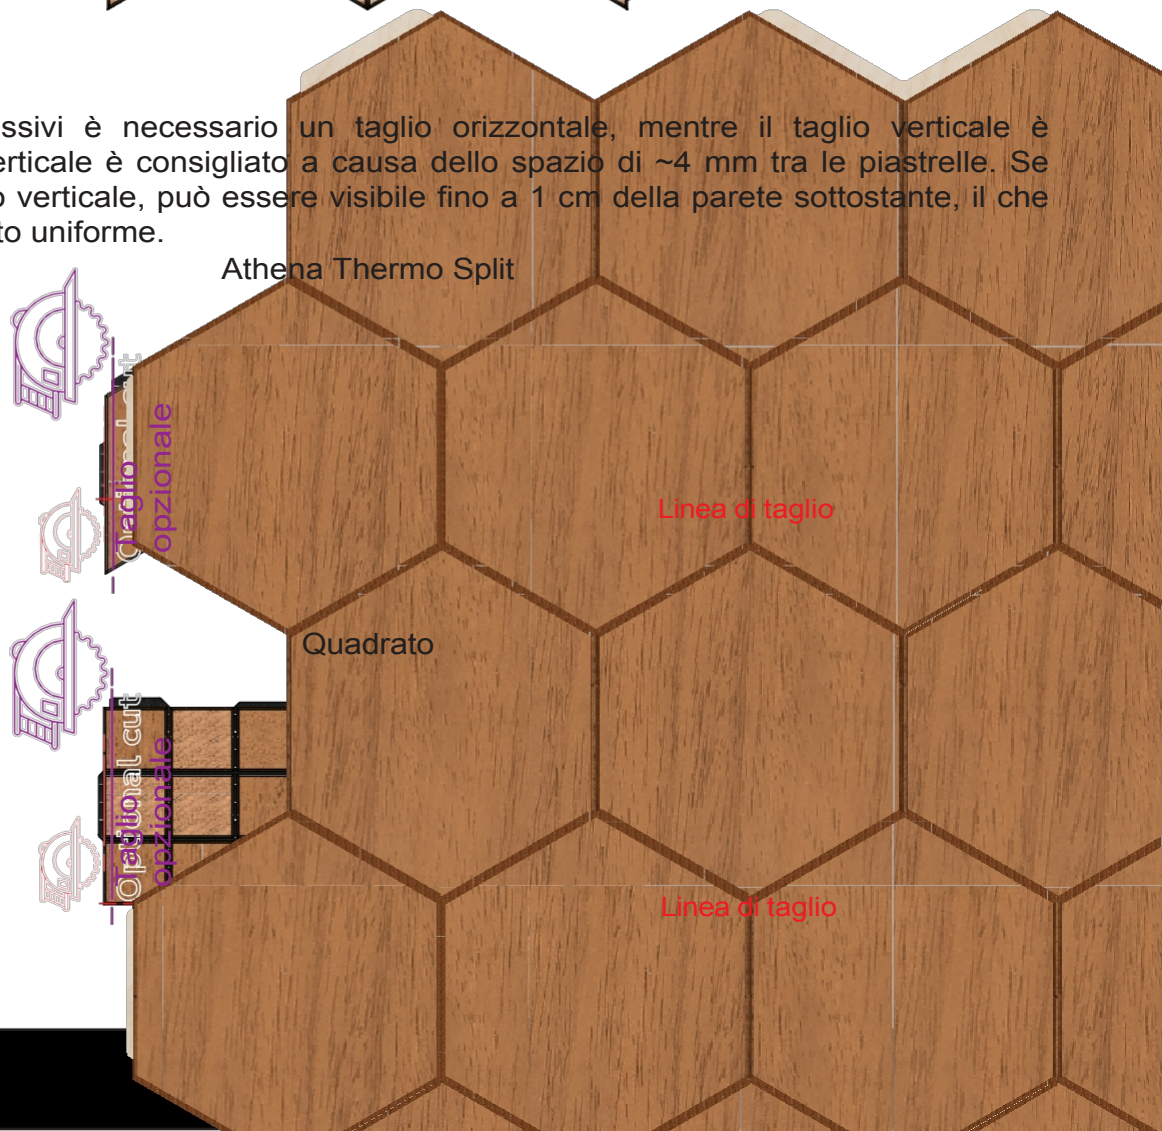 ssivi è necessario un taglio orizzontale, mentre il taglio verticale è
erticale è consigliato a causa dello spazio di ~4 mm tra le piastrelle. Se
o verticale, può essere visibile fino a 1 cm della parete sottostante, il che
to uniforme.
Athena Thermo Split
Optional cut
Taglio
opzionale
Linea di taglio
Quadrato
Optional cut
Taglio
opzionale
Linea di taglio